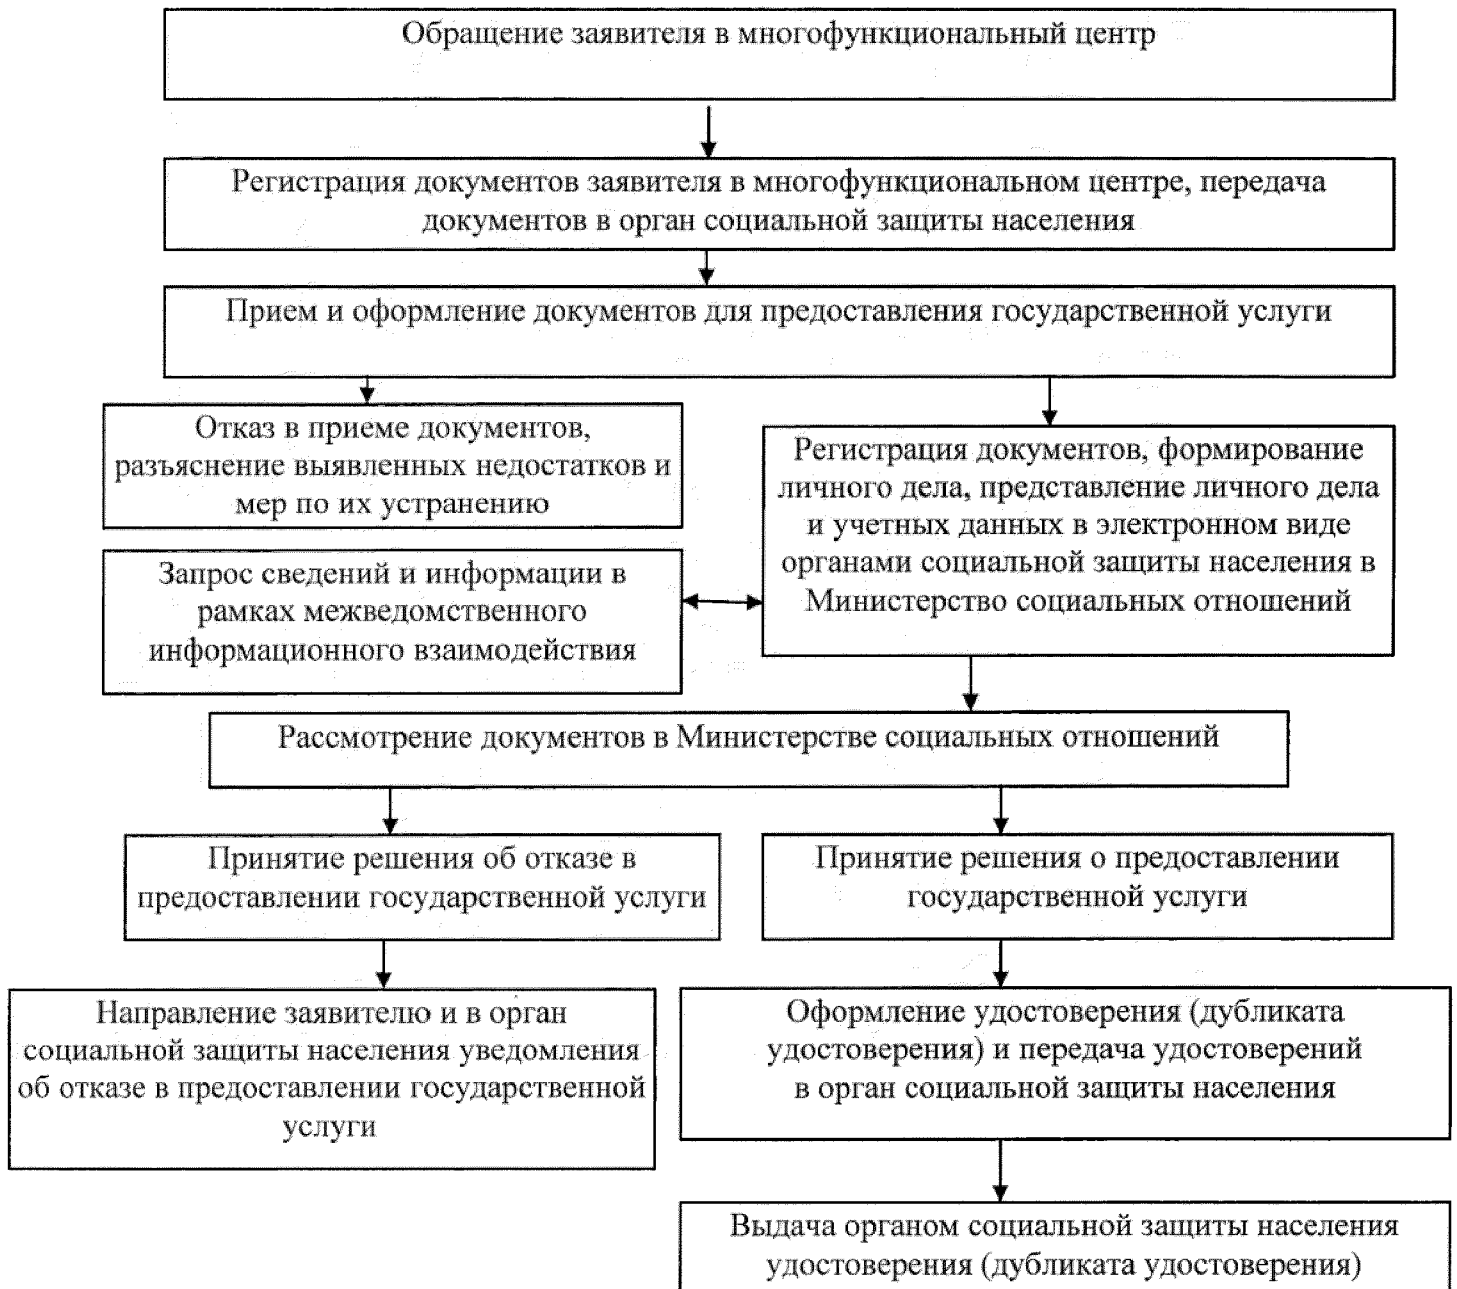 Обращение заявителя в многофункциональный центр
Регистрация документов заявителя в многофункциональном центре, передача
документов в орган социальной защиты населения
Прием и оформление документов для предоставления государственной услуги
Отказ в приеме документов,
разъяснение выявленных недостатков и
мер по их устранению
Регистрация документов, формирование
личного дела, представление личного дела
и учетных данных в электронном виде
органами социальной защиты населения в
Министерство социальных отношений
Запрос сведений и информации в
рамках межведомственного
информационного взаимодействия
Рассмотрение документов в Министерстве социальных отношений
Принятие решения об отказе в
предоставлении государственной услуги
Принятие решения о предоставлении
государственной услуги
Направление заявителю и в орган
социальной защиты населения уведомления
об отказе в предоставлении государственной
услуги
Оформление удостоверения (дубликата
удостоверения) и передача удостоверений
в орган социальной защиты населения
Выдача органом социальной защиты населения
удостоверения (дубликата удостоверения)